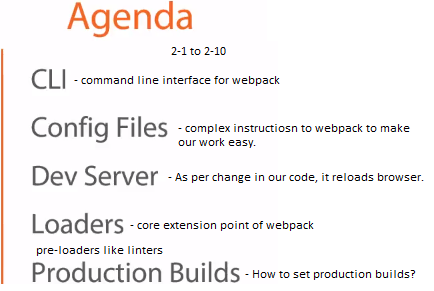 Agenda
2-1 to 2-10
CLI - command line interface for webpack
Config Files - complex instructiosn to webpack to make
our work easy.
Dev Server - As per change in our code, it reloads browser.
Loaders - core extension point of webpack
pre-loaders like linters
Production Builds - How to set production builds?